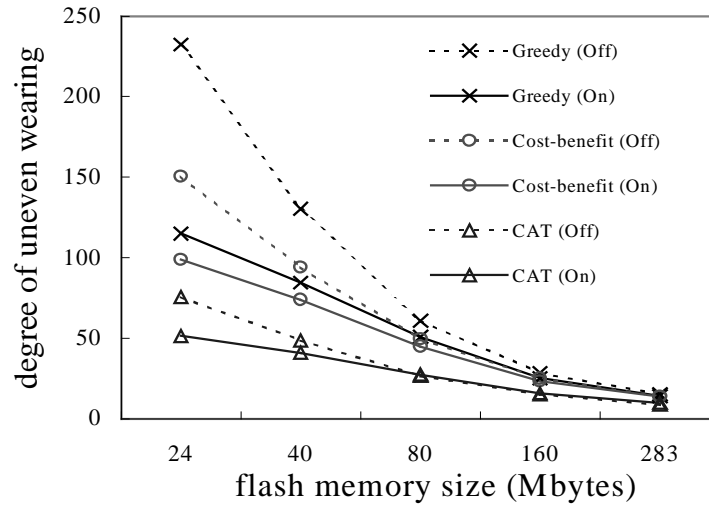 degree of uneven wearing
250
200
150
100
50
0
Greedy (Off)
Greedy (On)
Cost-benefit (Off)
Cost-benefit (On)
CAT (Off)
CAT (On)
24 40 80 160 283
flash memory size (Mbytes)